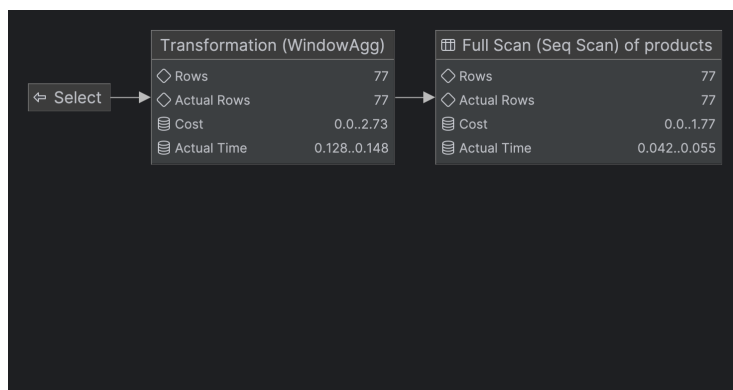 Select
Transformation (WindowAgg)
Rows 77
Actual Rows 77
Cost 0.0..2.73
Actual Time 0.128..0.148
Full Scan (Seq Scan) of products
Rows 77
Actual Rows 77
Cost 0.0..1.77
Actual Time 0.042..0.055